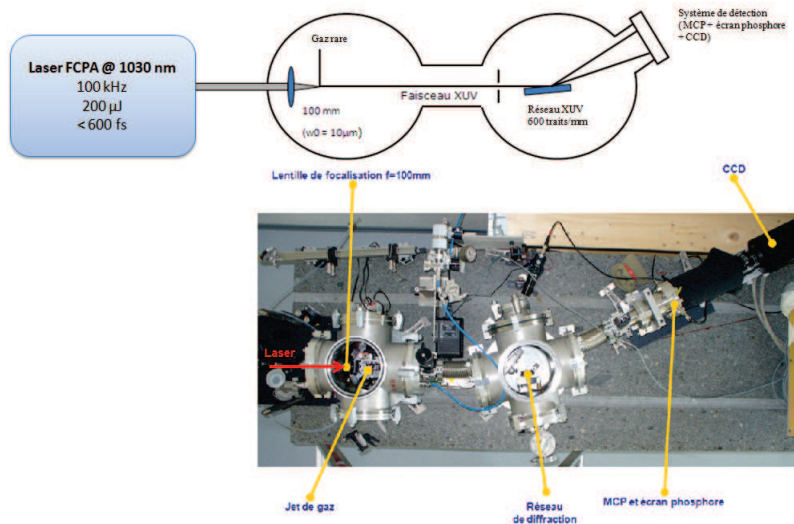 Système de détection
(MCP+ écran phosphore
+CCD)
Gaz rare
Laser FCPA @ 1030 nm
100 kHz
200 µJ
<600 fs
Faisceau XUV
100 mm
(w0 = 10µm)
Réseau XUV
600 traits/mm
Lentille de focalisation f=100mm
CCD
Laser
Jet de gaz
Réseau
de diffraction
MCP et écran phosphore